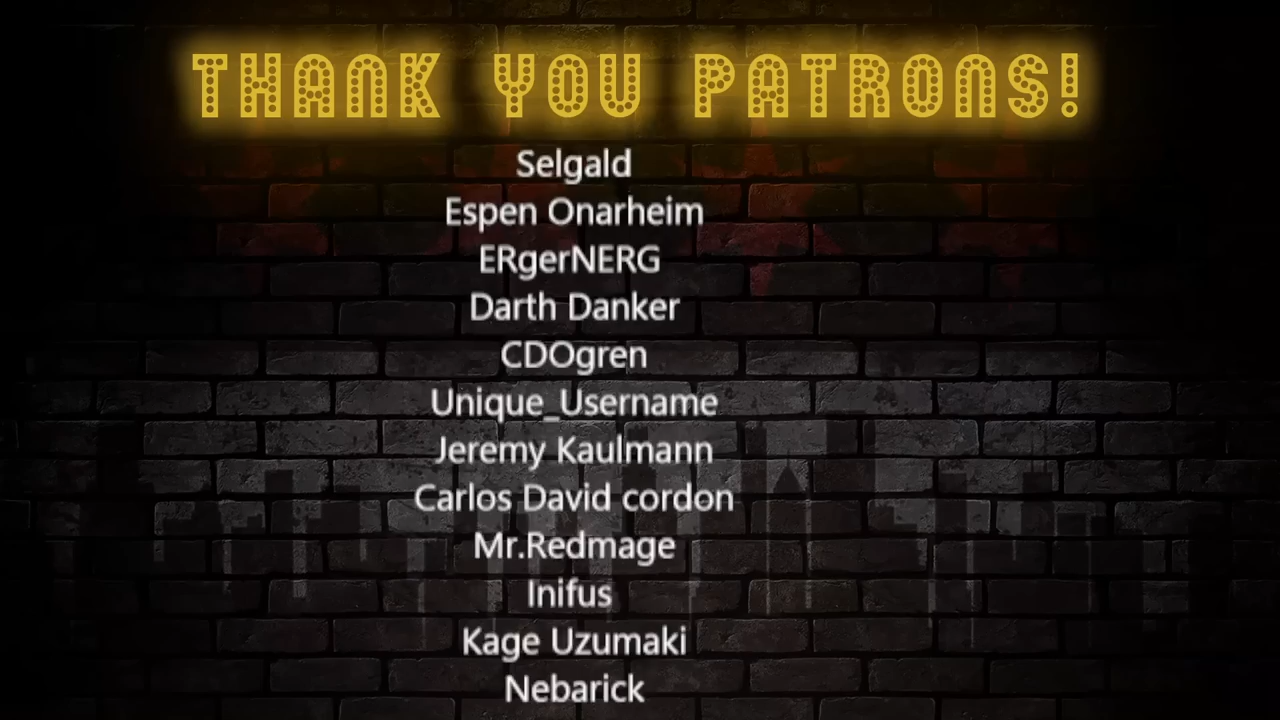 THANK YOU PATRONS!
Selgald
Espen Onarheim
ERgerNERG
Darth Danker
CDOgren
Unique_Username
Jeremy Kaulmann
Carlos David cordon
Mr.Redmage
Inifus
Kage Uzumaki
Nebarick